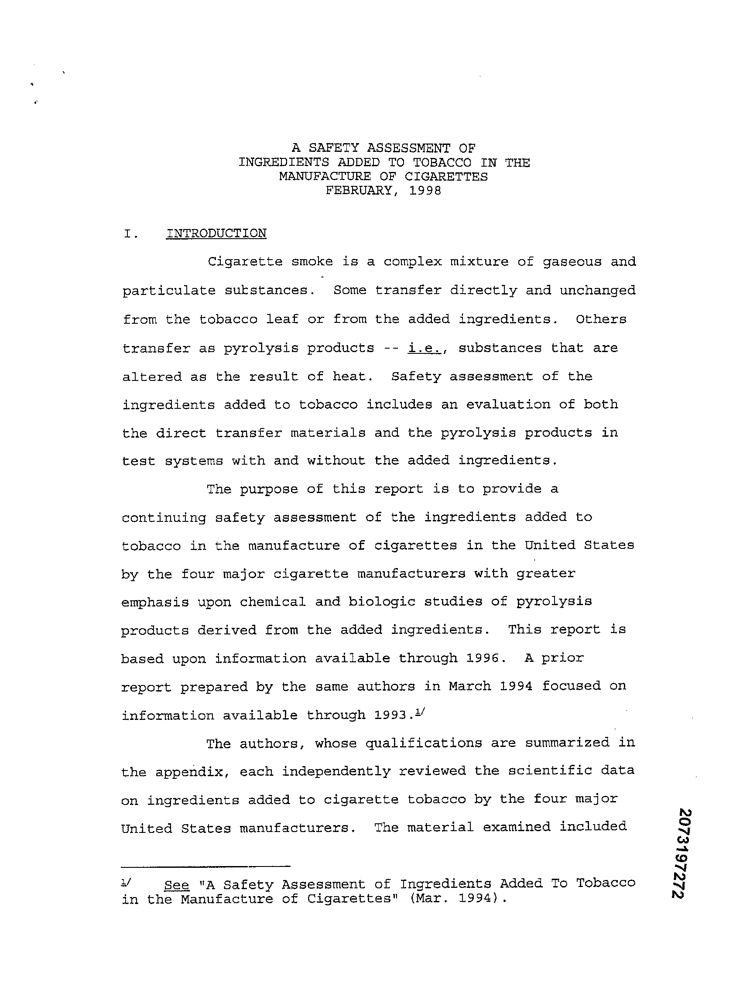 A SAFETY ASSESSMENT OF
INGREDIENTS ADDED TO TOBACCO IN THE
MANUFACTURE OF CIGARETTES
FEBRUARY, 1998
I. INTRODUCTION
Cigarette smoke is a complex mixture of gaseous and
particulate substances. Some transfer directly and unchanged
from the tobacco leaf or from the added ingredients. Others
transfer as pyrolysis products -- i.e., substances that are
altered as the result of heat. Safety assessment of the
ingredients added to tobacco includes an evaluation of both
the direct transfer materials and the pyrolysis products in
test systems with and without the added ingredients.
The purpose of this report is to provide a
continuing safety assessment of the ingredients added to
tobacco in the manufacture of cigarettes in the United States
by the four major cigarette manufacturers with greater
emphasis upon chemical and biologic studies of pyrolysis
products derived from the added ingredients. This report is
based upon information available through 1996. A prior
report prepared by the same authors in March 1994 focused on
information available through 1993.1/
The authors, whose qualifications are summarized in
the appendix, each independently reviewed the scientific data
on ingredients added to cigarette tobacco by the four major
United States manufacturers. The material examined included
1/ See "A Safety Assessment of Ingredients Added To Tobacco
in the Manufacture of Cigarettes" (Mar. 1994).
2073197272